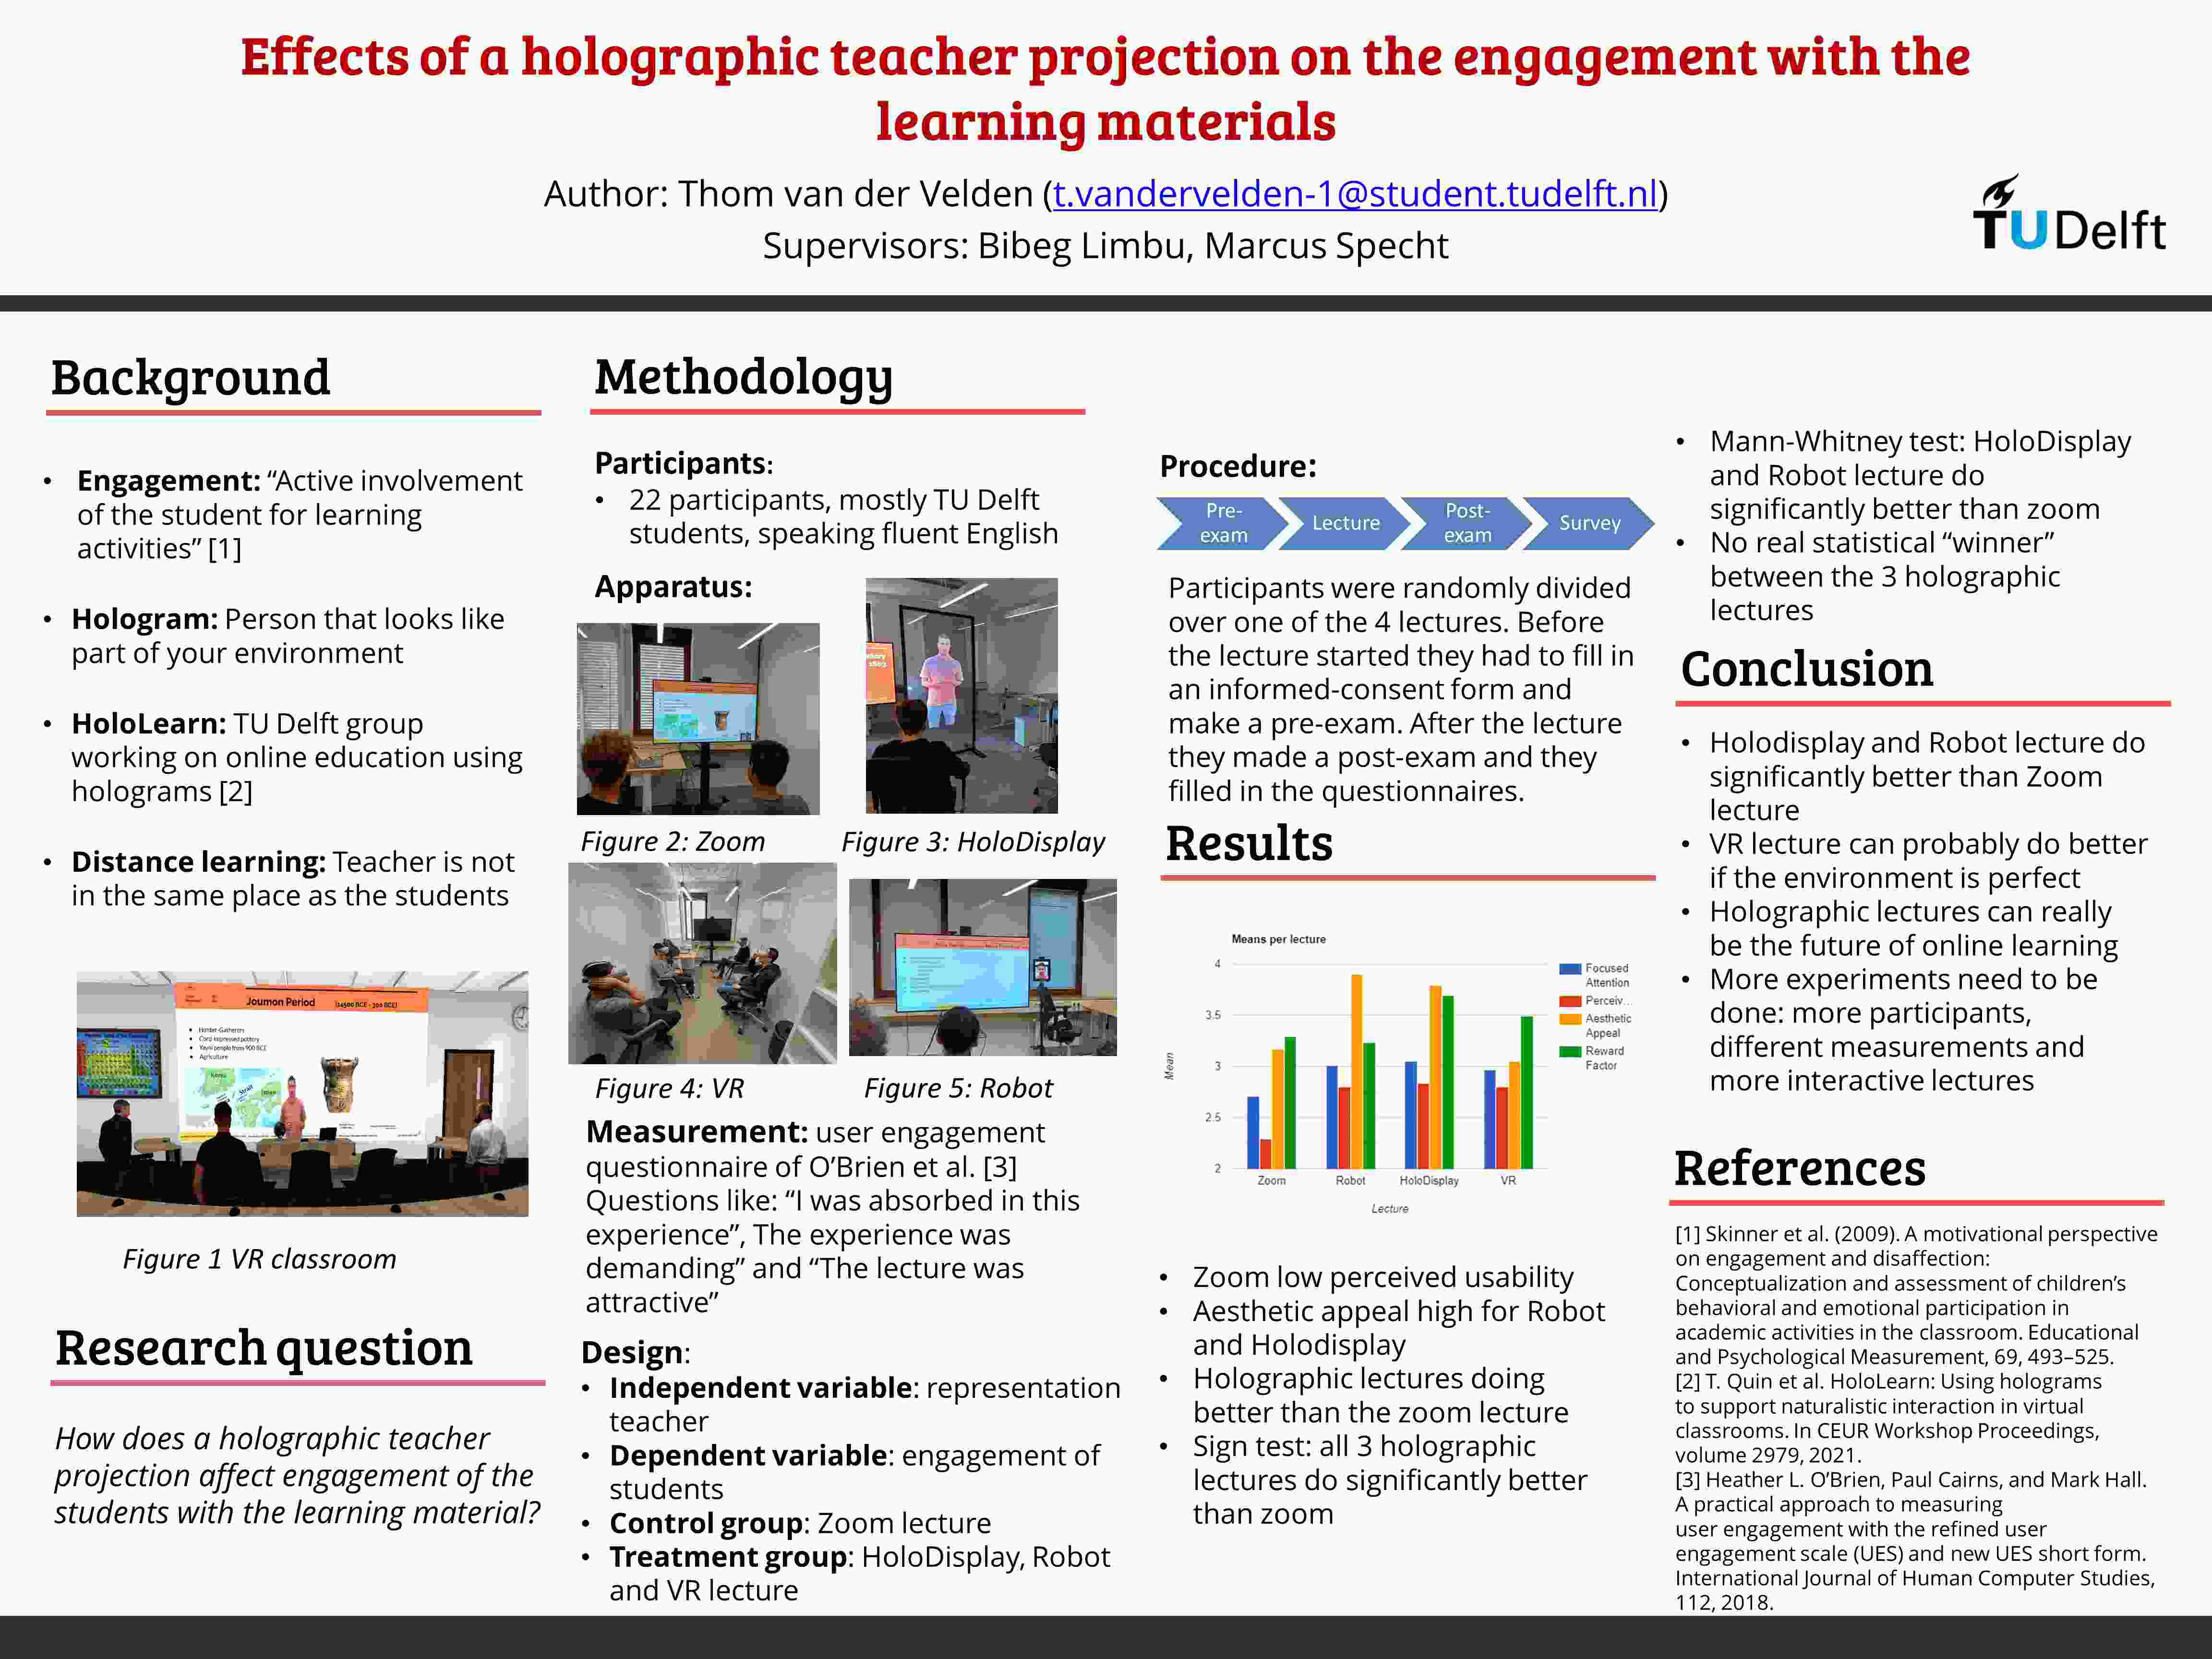 Effects of a holographic teacher projection on the engagement with the
learning materials
Author: Thom van der Velden (t.vandervelden-1@student.tudelft.nl)
Supervisors: Bibeg Limbu, Marcus Specht
TUDelft
Background
• Engagement: “Active involvement
of the student for learning
activities” [1]
• Hologram: Person that looks like
part of your environment
• HoloLearn: TU Delft group
working on online education using
holograms [2]
• Distance learning: Teacher is not
in the same place as the students
Joumon Period (14500 BCE - 300 BCE)
• Hunter-Gatherers
• Cord-impressed pottery
• Yayoi people from 900 BCE
• Agriculture
Figure 1 VR classroom
Research question
How does a holographic teacher
projection affect engagement of the
students with the learning material?
Methodology
Participants:
• 22 participants, mostly TU Delft
students, speaking fluent English
Apparatus:
Figure 2: Zoom
Figure 3: HoloDisplay
Figure 4: VR
Figure 5: Robot
Measurement: user engagement
questionnaire of O’Brien et al. [3]
Questions like: “I was absorbed in this
experience”, The experience was
demanding” and “The lecture was
attractive”
Design:
• Independent variable: representation
teacher
• Dependent variable: engagement of
students
• Control group: Zoom lecture
• Treatment group: HoloDisplay, Robot
and VR lecture
Procedure:
Pre-
exam
Lecture
Post-
exam
Survey
Participants were randomly divided
over one of the 4 lectures. Before
the lecture started they had to fill in
an informed-consent form and
make a pre-exam. After the lecture
they made a post-exam and they
filled in the questionnaires.
Results
Means per lecture
4
3.5
3
2.5
2
Mean
Zoom Robot HoloDisplay VR
Lecture
Focused
Attention
Perceiv...
Aesthetic
Appeal
Reward
Factor
• Zoom low perceived usability
• Aesthetic appeal high for Robot
and Holodisplay
• Holographic lectures doing
better than the zoom lecture
• Sign test: all 3 holographic
lectures do significantly better
than zoom
• Mann-Whitney test: HoloDisplay
and Robot lecture do
significantly better than zoom
• No real statistical “winner”
between the 3 holographic
lectures
Conclusion
• Holodisplay and Robot lecture do
significantly better than Zoom
lecture
• VR lecture can probably do better
if the environment is perfect
• Holographic lectures can really
be the future of online learning
• More experiments need to be
done: more participants,
different measurements and
more interactive lectures
References
[1] Skinner et al. (2009). A motivational perspective
on engagement and disaffection:
Conceptualization and assessment of children’s
behavioral and emotional participation in
academic activities in the classroom. Educational
and Psychological Measurement, 69, 493–525.
[2] T. Quin et al. HoloLearn: Using holograms
to support naturalistic interaction in virtual
classrooms. In CEUR Workshop Proceedings,
volume 2979, 2021.
[3] Heather L. O’Brien, Paul Cairns, and Mark Hall.
A practical approach to measuring
user engagement with the refined user
engagement scale (UES) and new UES short form.
International Journal of Human Computer Studies,
112, 2018.